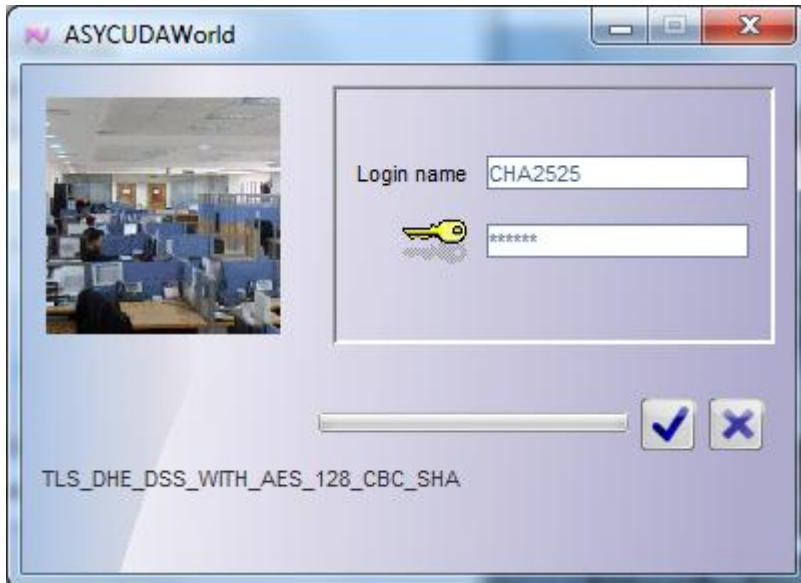 ASYCUDAWorld
Login name CHA2525
******
TLS_DHE_DSS_WITH_AES_128_CBC_SHA